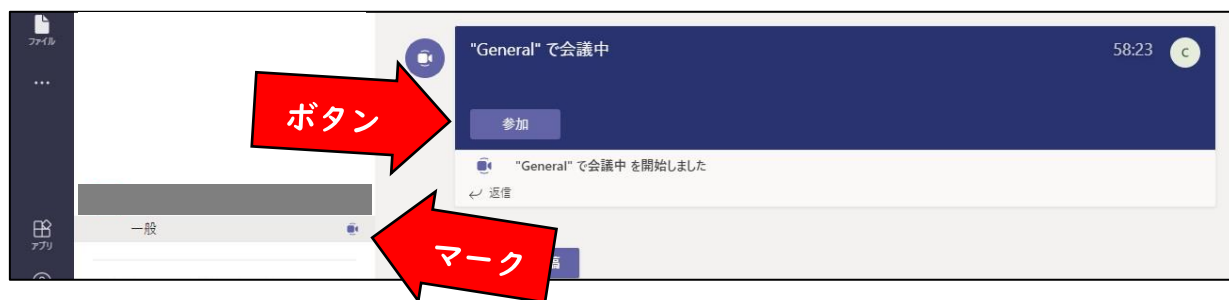 ファイル
"General" で会議中
58:23
C
ボタン
参加
"General" で会議中 を開始しました
返信
一般
アプリ
マーク